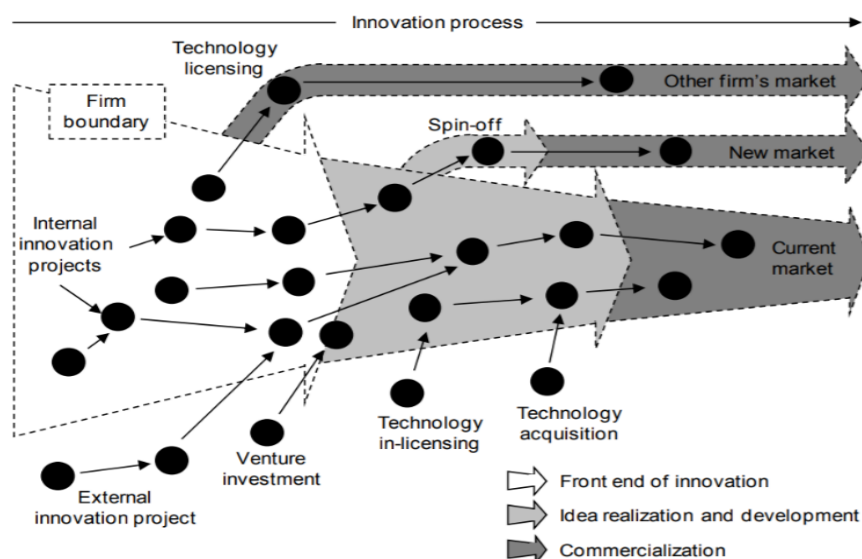 Innovation process
Technology
licensing
Firm
boundary
Other firm's market
Spin-off
New market
Internal
innovation
projects
Current
market
Technology
in-licensing
Technology
acquisition
Venture
investment
External
innovation project
Front end of innovation
Idea realization and development
Commercialization